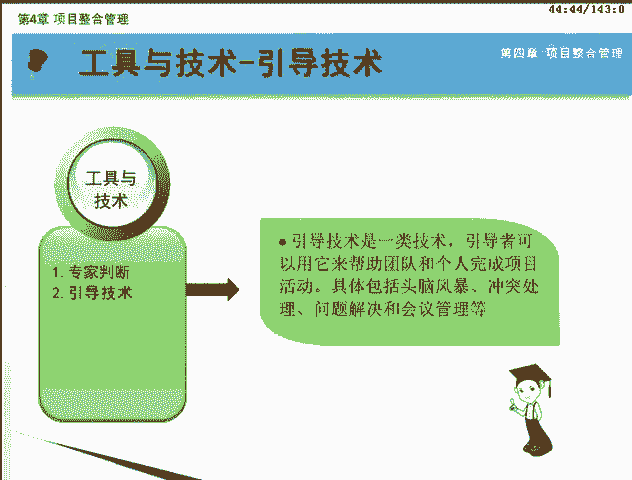 第4章 项目整合管理
44:44/143:0
工具与技术-引导技术
第四章 项目整合管理
工具与
技术
1. 专家判断
2. 引导技术
• 引导技术是一类技术，引导者可
以用它来帮助团队和个人完成项目
活动。具体包括头脑风暴、冲突处
理、问题解决和会议管理等